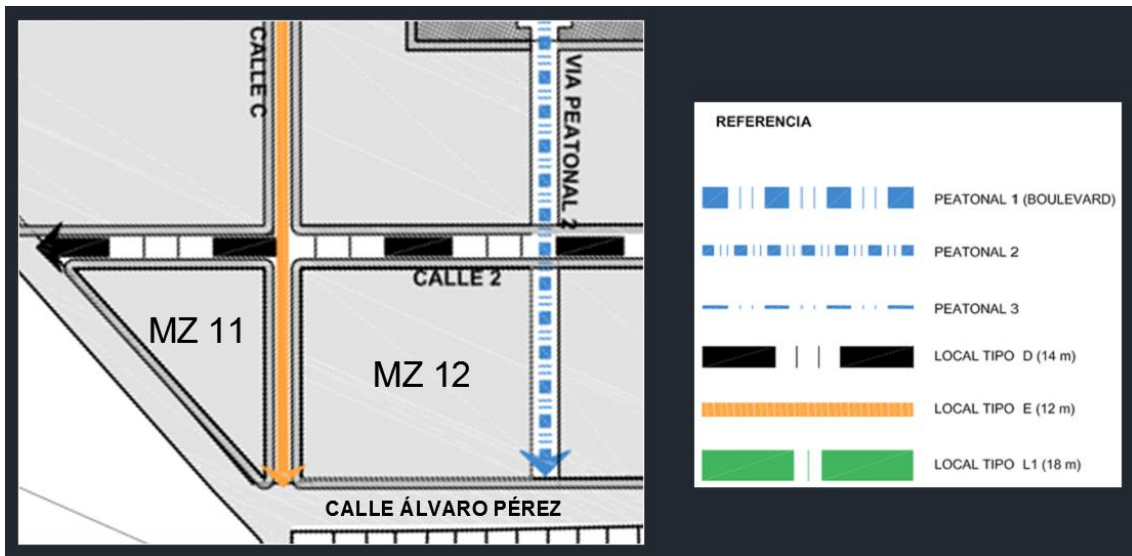 CALLE C
VIA PEATONAL 2
CALLE 2
MZ 11
MZ 12
CALLE ÁLVARO PÉREZ
REFERENCIA
PEATONAL 1 (BOULEVARD)
PEATONAL 2
PEATONAL 3
LOCAL TIPO D (14 m)
LOCAL TIPO E (12 m)
LOCAL TIPO L1 (18 m)